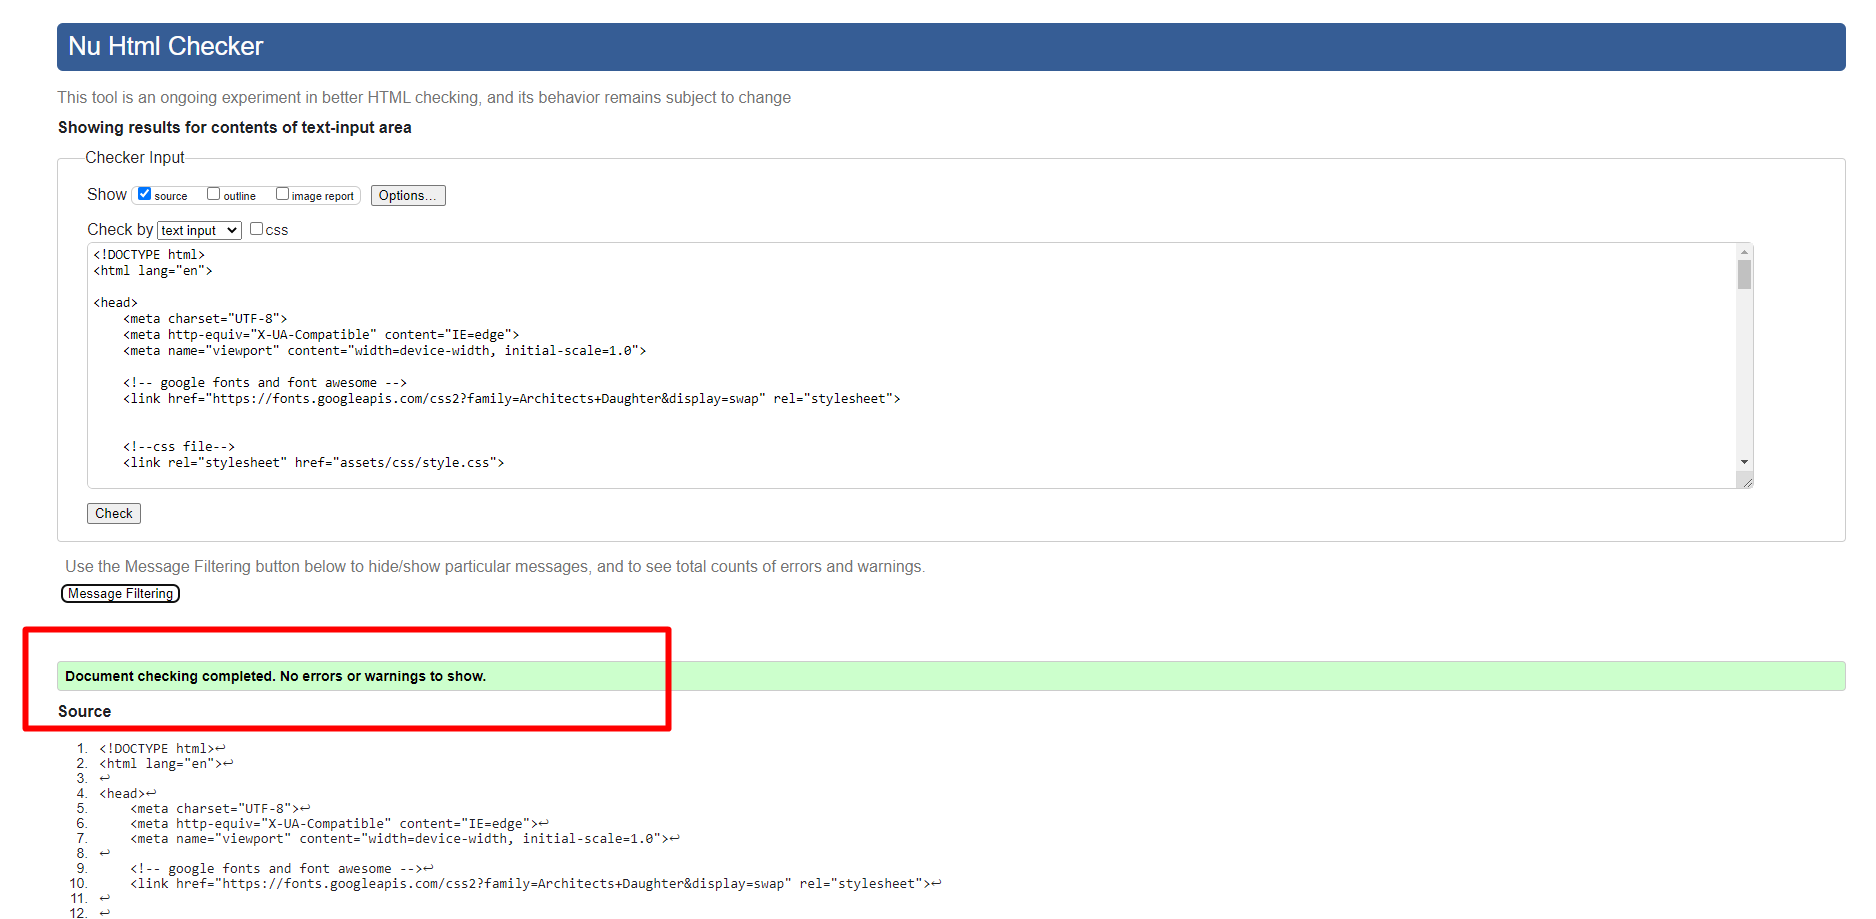 Nu Html Checker
This tool is an ongoing experiment in better HTML checking, and its behavior remains subject to change
Showing results for contents of text-input area
Checker Input
Show source outline image report Options...
Check by text input css
<!DOCTYPE html>
<html lang="en">
<head>
<meta charset="UTF-8">
<meta http-equiv="X-UA-Compatible" content="IE=edge">
<meta name="viewport" content="width=device-width, initial-scale=1.0">
<!-- google fonts and font awesome -->
<link href="https://fonts.googleapis.com/css2?family=Architects+Daughter&display=swap" rel="stylesheet">
<!--css file-->
<link rel="stylesheet" href="assets/css/style.css">
Check
Use the Message Filtering button below to hide/show particular messages, and to see total counts of errors and warnings.
Message Filtering
Document checking completed. No errors or warnings to show.
Source
1. <!DOCTYPE html>↩
2. <html lang="en">↩
3. ↩
4. <head>↩
5. <meta charset="UTF-8">↩
6. <meta http-equiv="X-UA-Compatible" content="IE=edge">↩
7. <meta name="viewport" content="width=device-width, initial-scale=1.0">↩
8. ↩
9. <!-- google fonts and font awesome -->↩
10. <link href="https://fonts.googleapis.com/css2?family=Architects+Daughter&display=swap" rel="stylesheet">↩
11. ↩
12. ↩